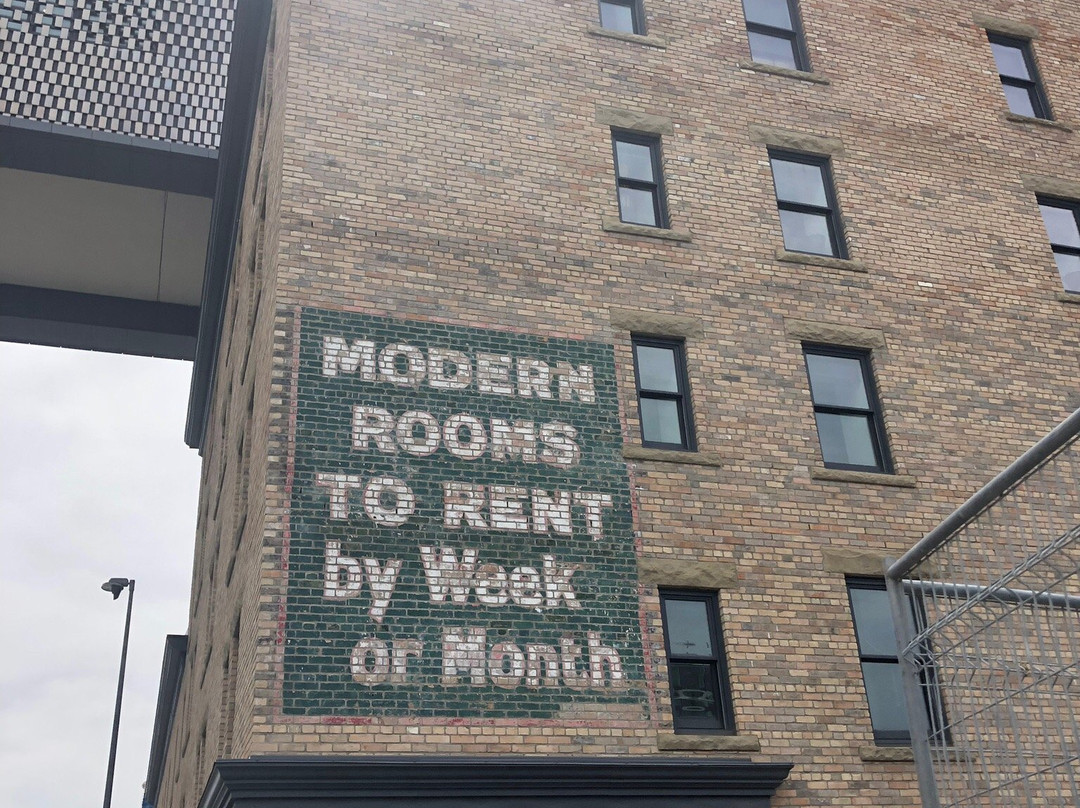 MODERN
ROOMS
TO RENT
by Week
or Month